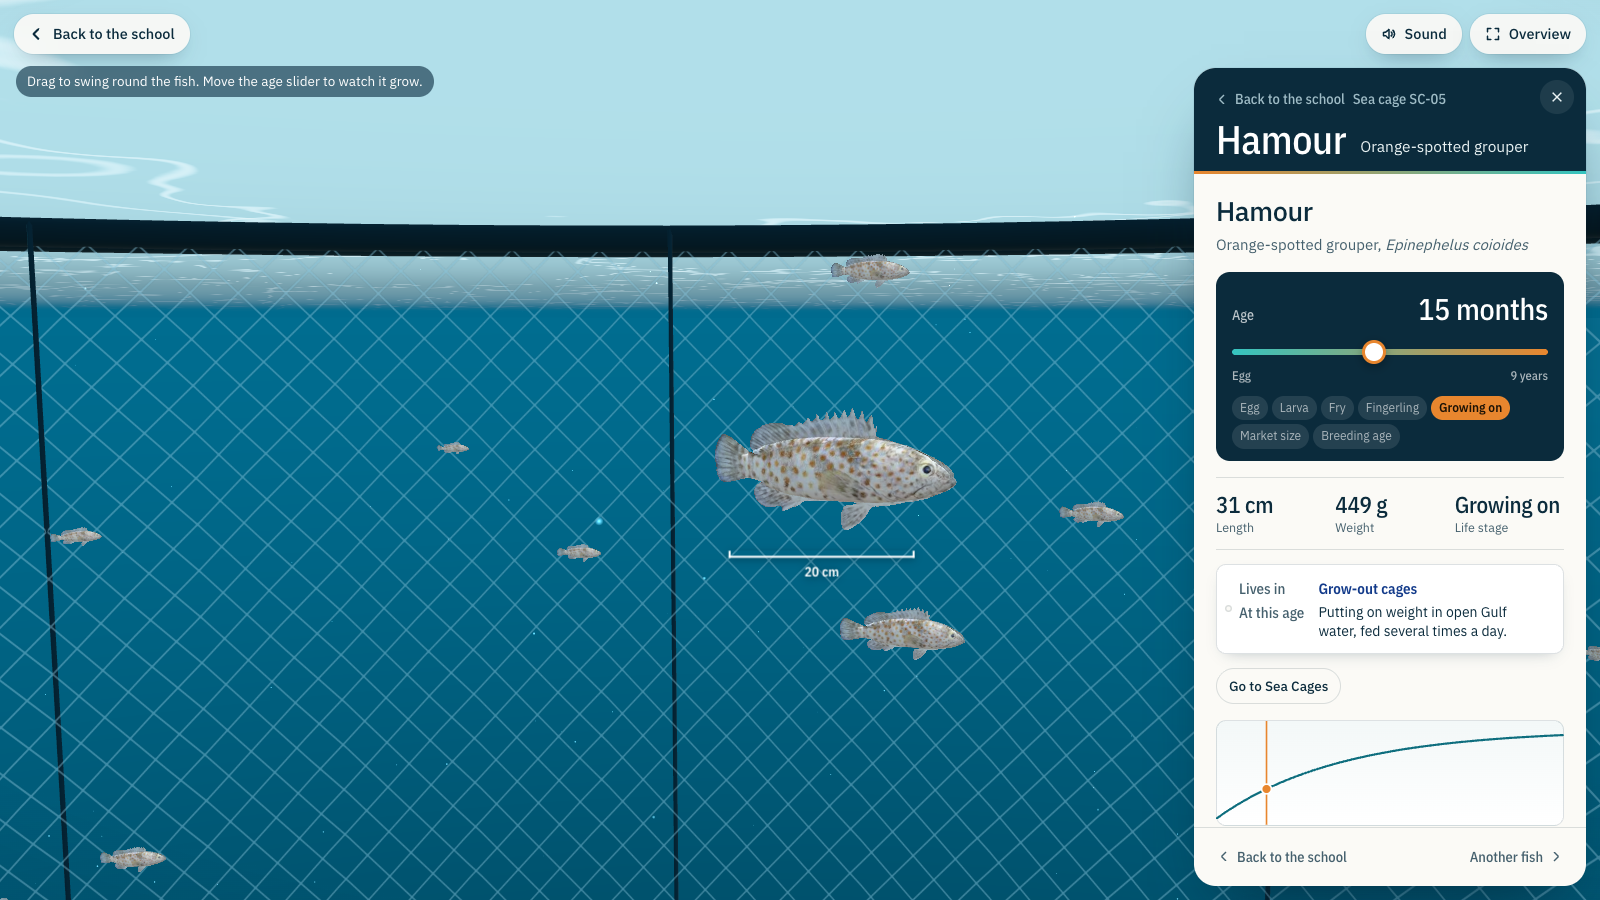 Back to the school
Sound
Overview
Drag to swing round the fish. Move the age slider to watch it grow.
Back to the school Sea cage SC-05
Hamour Orange-spotted grouper
Hamour
Orange-spotted grouper, Epinephelus coioides
Age 15 months
Egg 9 years
Egg Larva Fry Fingerling Growing on
Market size Breeding age
31 cm 449 g Growing on
Length Weight Life stage
Lives in Grow-out cages
At this age Putting on weight in open Gulf
water, fed several times a day.
Go to Sea Cages
20 cm
Back to the school Another fish